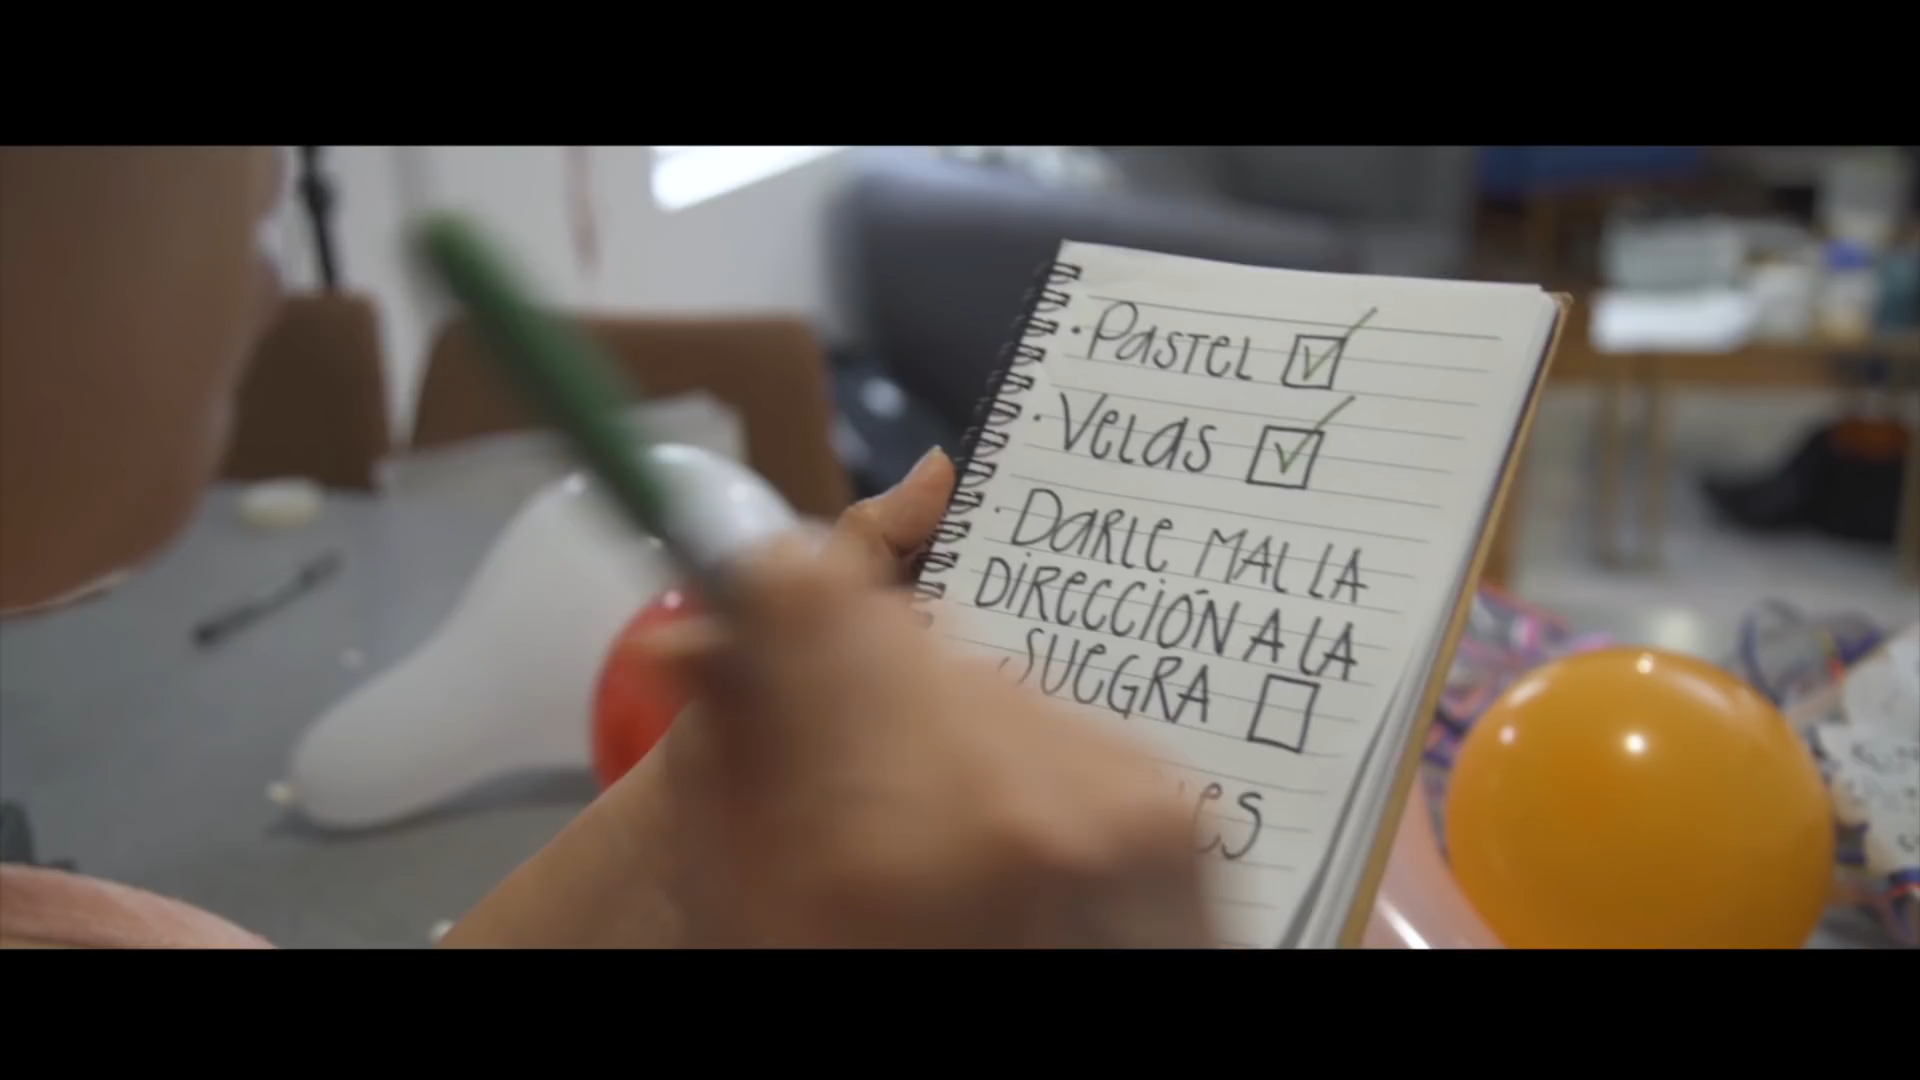 · Pastel
· Velas
· Darle mal la
dirección a la
suegra